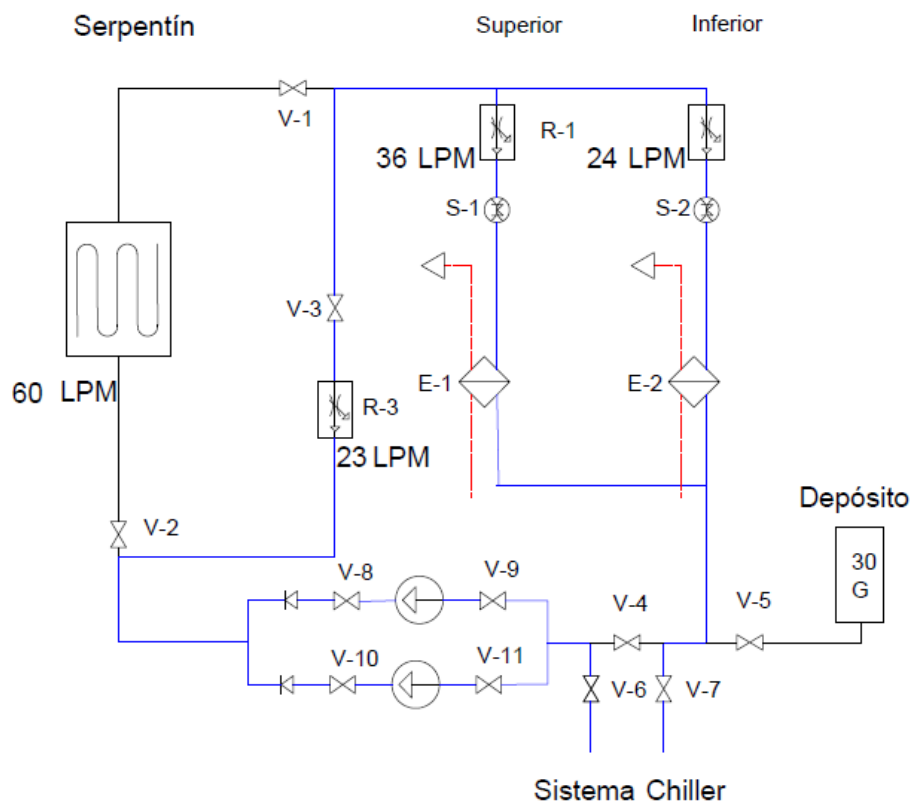 Serpentín
Superior
Inferior
V-1
R-1
36 LPM
24 LPM
S-1
S-2
V-3
E-1
E-2
60 LPM
R-3
23 LPM
Depósito
V-2
30
G
V-8
V-9
V-4
V-5
V-10
V-11
V-6
V-7
Sistema Chiller